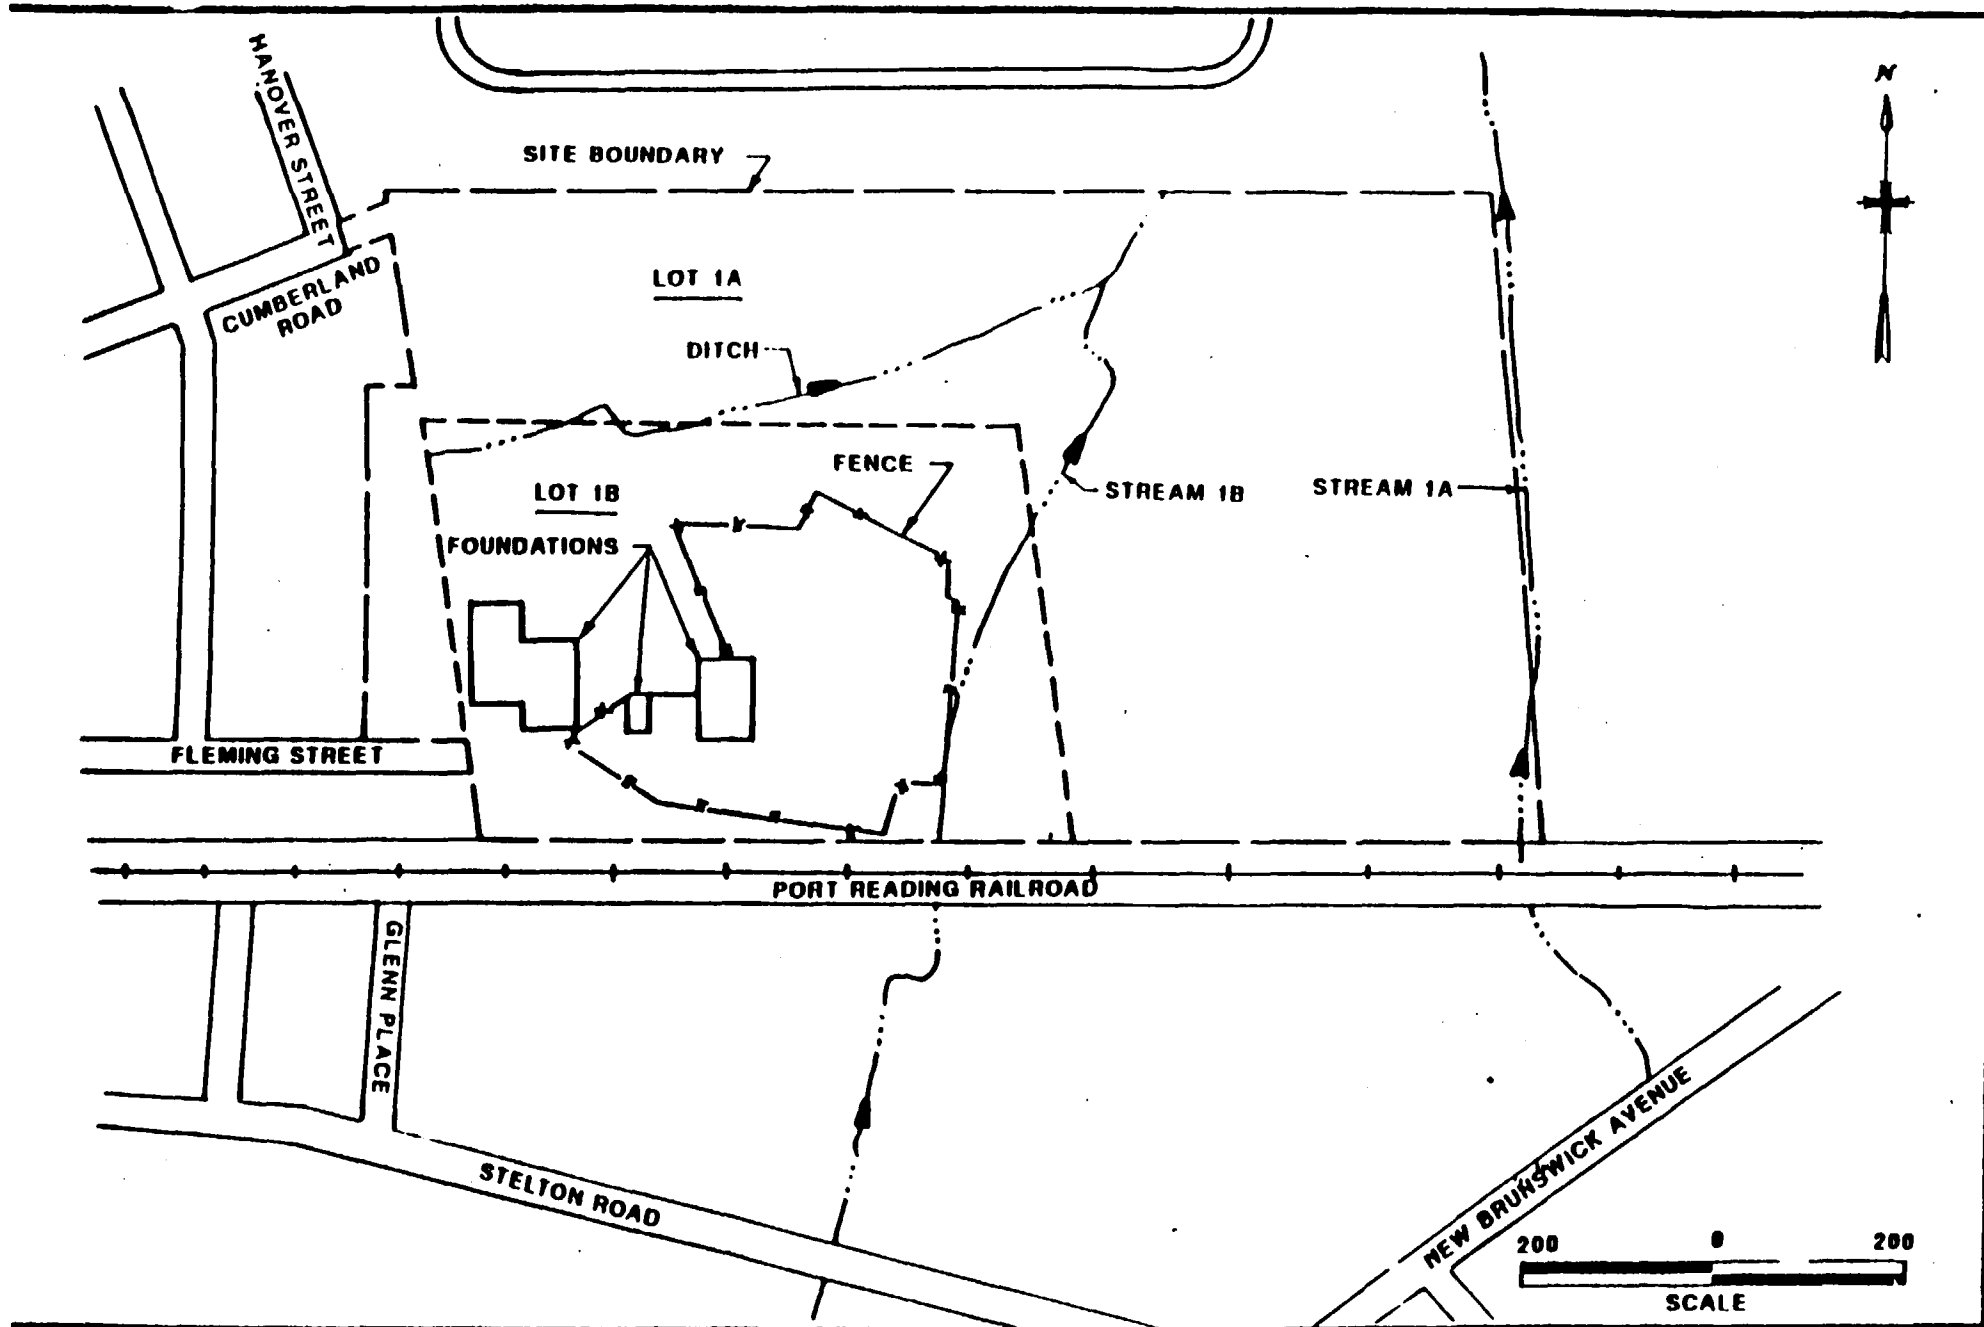 HANOVER STREET
N
SITE BOUNDARY
CUMBERLAND
ROAD
LOT 1A
DITCH
FENCE
LOT 1B
STREAM 1B
STREAM 1A
FOUNDATIONS
FLEMING STREET
PORT READING RAILROAD
GLENN PLACE
STELTON ROAD
NEW BRUNSWICK AVENUE
200 0 200
SCALE